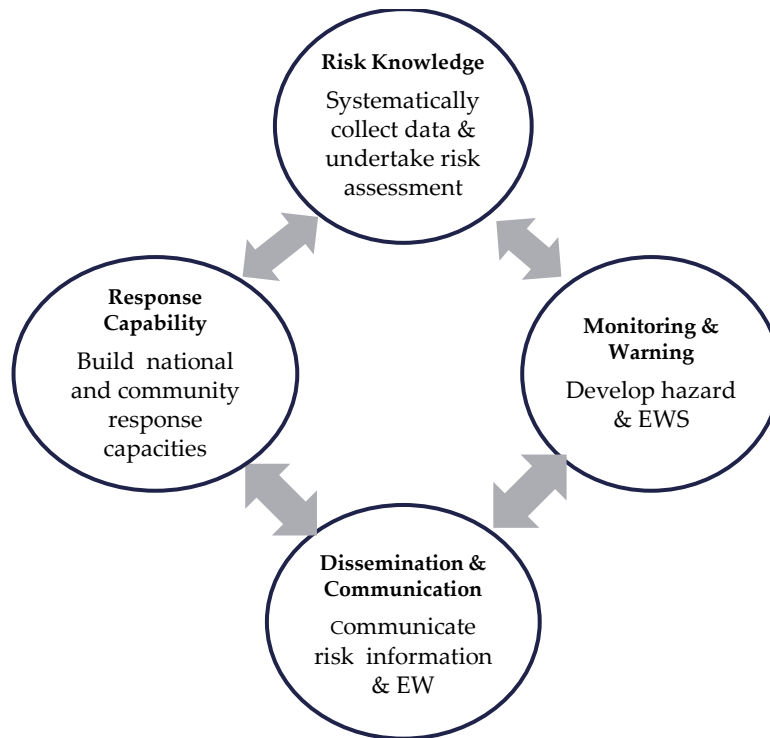 Risk Knowledge
Systematically
collect data &
undertake risk
assessment
Response
Capability
Build national
and community
response
capacities
Monitoring &
Warning
Develop hazard
& EWS
Dissemination &
Communication
Communicate
risk information
& EW